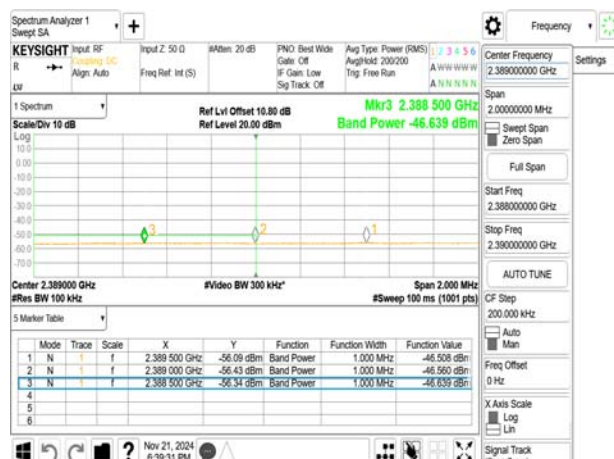 Spectrum Analyzer 1
Swept SA
+
Frequency
KEYSIGHT
R
Input: RF
Coupling: DC
Align: Auto
Input Z: 50 Ω
Freq Ref: Int (S)
#Atten: 20 dB
PNO: Best Wide
Gate: Off
IF Gain: Low
Sig Track: Off
Avg Type: Power (RMS)
Avg|Hold: 200/200
Trig: Free Run
1 2 3 4 5 6
A W W W W W
A N N N N N
1 Spectrum
Scale/Div 10 dB
Ref Lvl Offset 10.80 dB
Ref Level 20.00 dBm
Mkr3 2.388 500 GHz
Band Power -46.639 dBm
Log
10.0
0.00
-10.0
-20.0
-30.0
-40.0
-50.0
-60.0
-70.0
3
2
1
Center 2.389000 GHz
#Res BW 100 kHz
#Video BW 300 kHz*
Span 2.000 MHz
#Sweep 100 ms (1001 pts)
5 Marker Table
Mode Trace Scale X Y Function Function Width Function Value
1 N 1 f 2.389 500 GHz -56.09 dBm Band Power 1.000 MHz -46.508 dBm
2 N 1 f 2.389 000 GHz -56.43 dBm Band Power 1.000 MHz -46.560 dBm
3 N 1 f 2.388 500 GHz -56.34 dBm Band Power 1.000 MHz -46.639 dBm
4
5
6
?
Nov 21, 2024
6:39:31 PM
Center Frequency
2.389000000 GHz
Settings
Span
2.00000000 MHz
Swept Span
Zero Span
Full Span
Start Freq
2.388000000 GHz
Stop Freq
2.390000000 GHz
AUTO TUNE
CF Step
200.000 kHz
Auto
Man
Freq Offset
0 Hz
X Axis Scale
Log
Lin
Signal Track